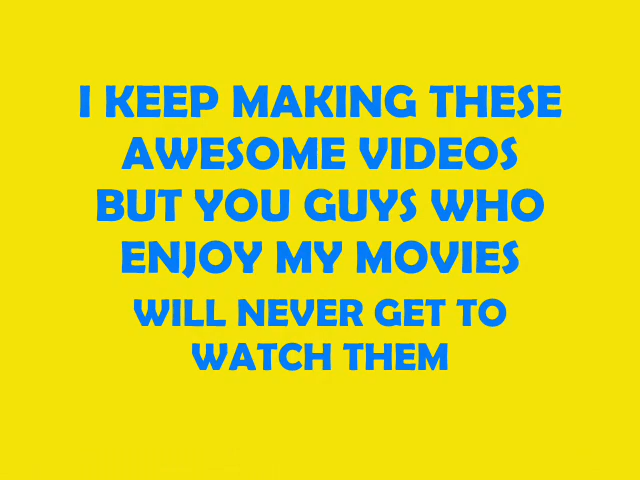 I KEEP MAKING THESE
AWESOME VIDEOS
BUT YOU GUYS WHO
ENJOY MY MOVIES
WILL NEVER GET TO
WATCH THEM